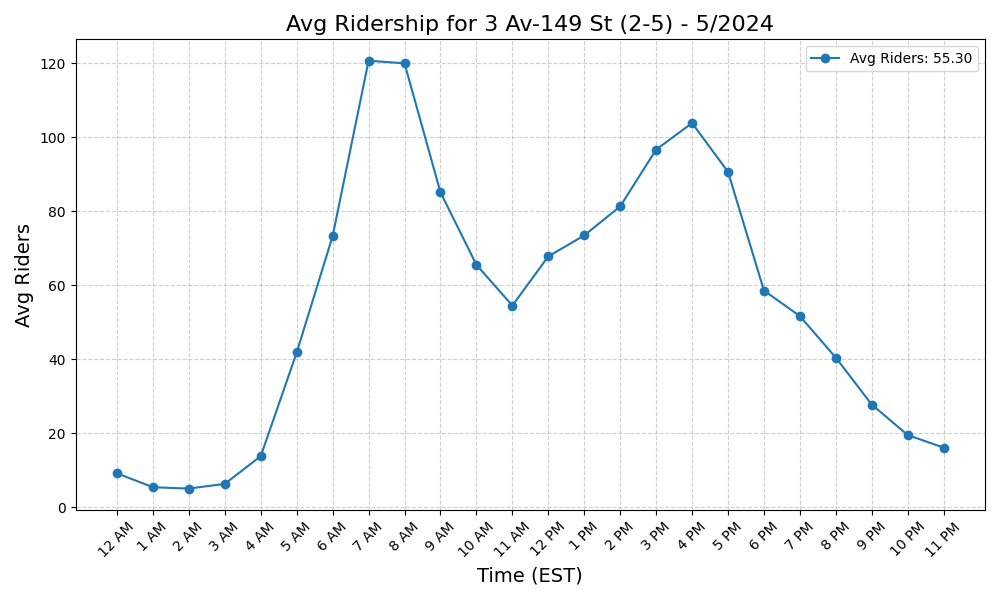 Avg Ridership for 3 Av-149 St (2-5) - 5/2024
Avg Riders: 55.30
Avg Riders
120
100
80
60
40
20
0
12 AM
1 AM
2 AM
3 AM
4 AM
5 AM
6 AM
7 AM
8 AM
9 AM
10 AM
11 AM
12 PM
1 PM
2 PM
3 PM
4 PM
5 PM
6 PM
7 PM
8 PM
9 PM
10 PM
11 PM
Time (EST)